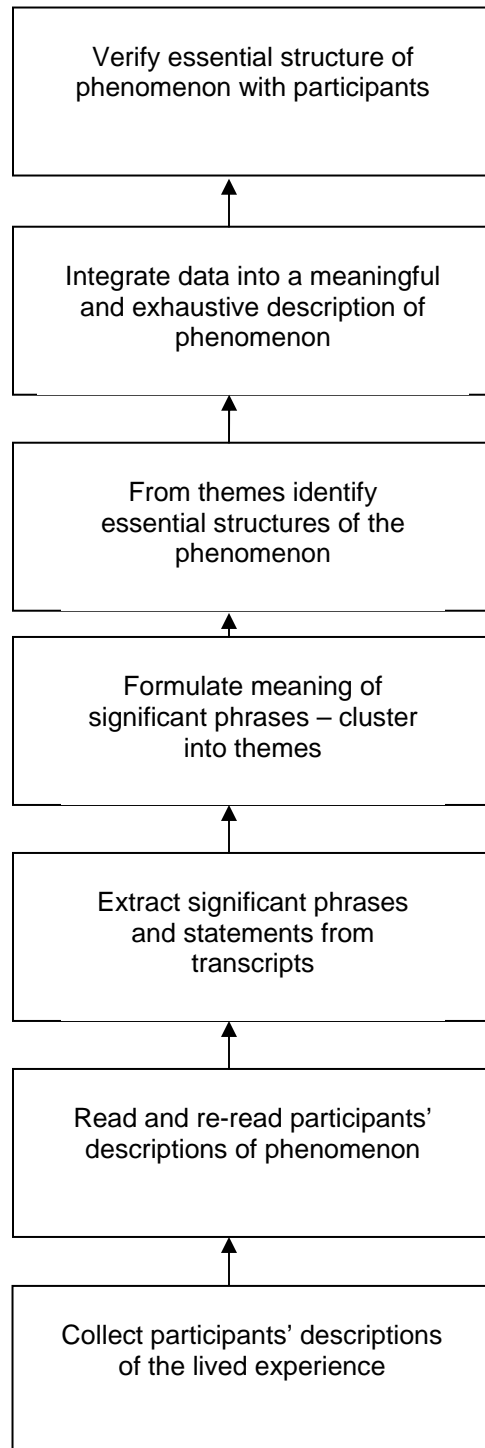 Verify essential structure of
phenomenon with participants
Integrate data into a meaningful
and exhaustive description of
phenomenon
From themes identify
essential structures of the
phenomenon
Formulate meaning of
significant phrases – cluster
into themes
Extract significant phrases
and statements from
transcripts
Read and re-read participants’
descriptions of phenomenon
Collect participants’ descriptions
of the lived experience